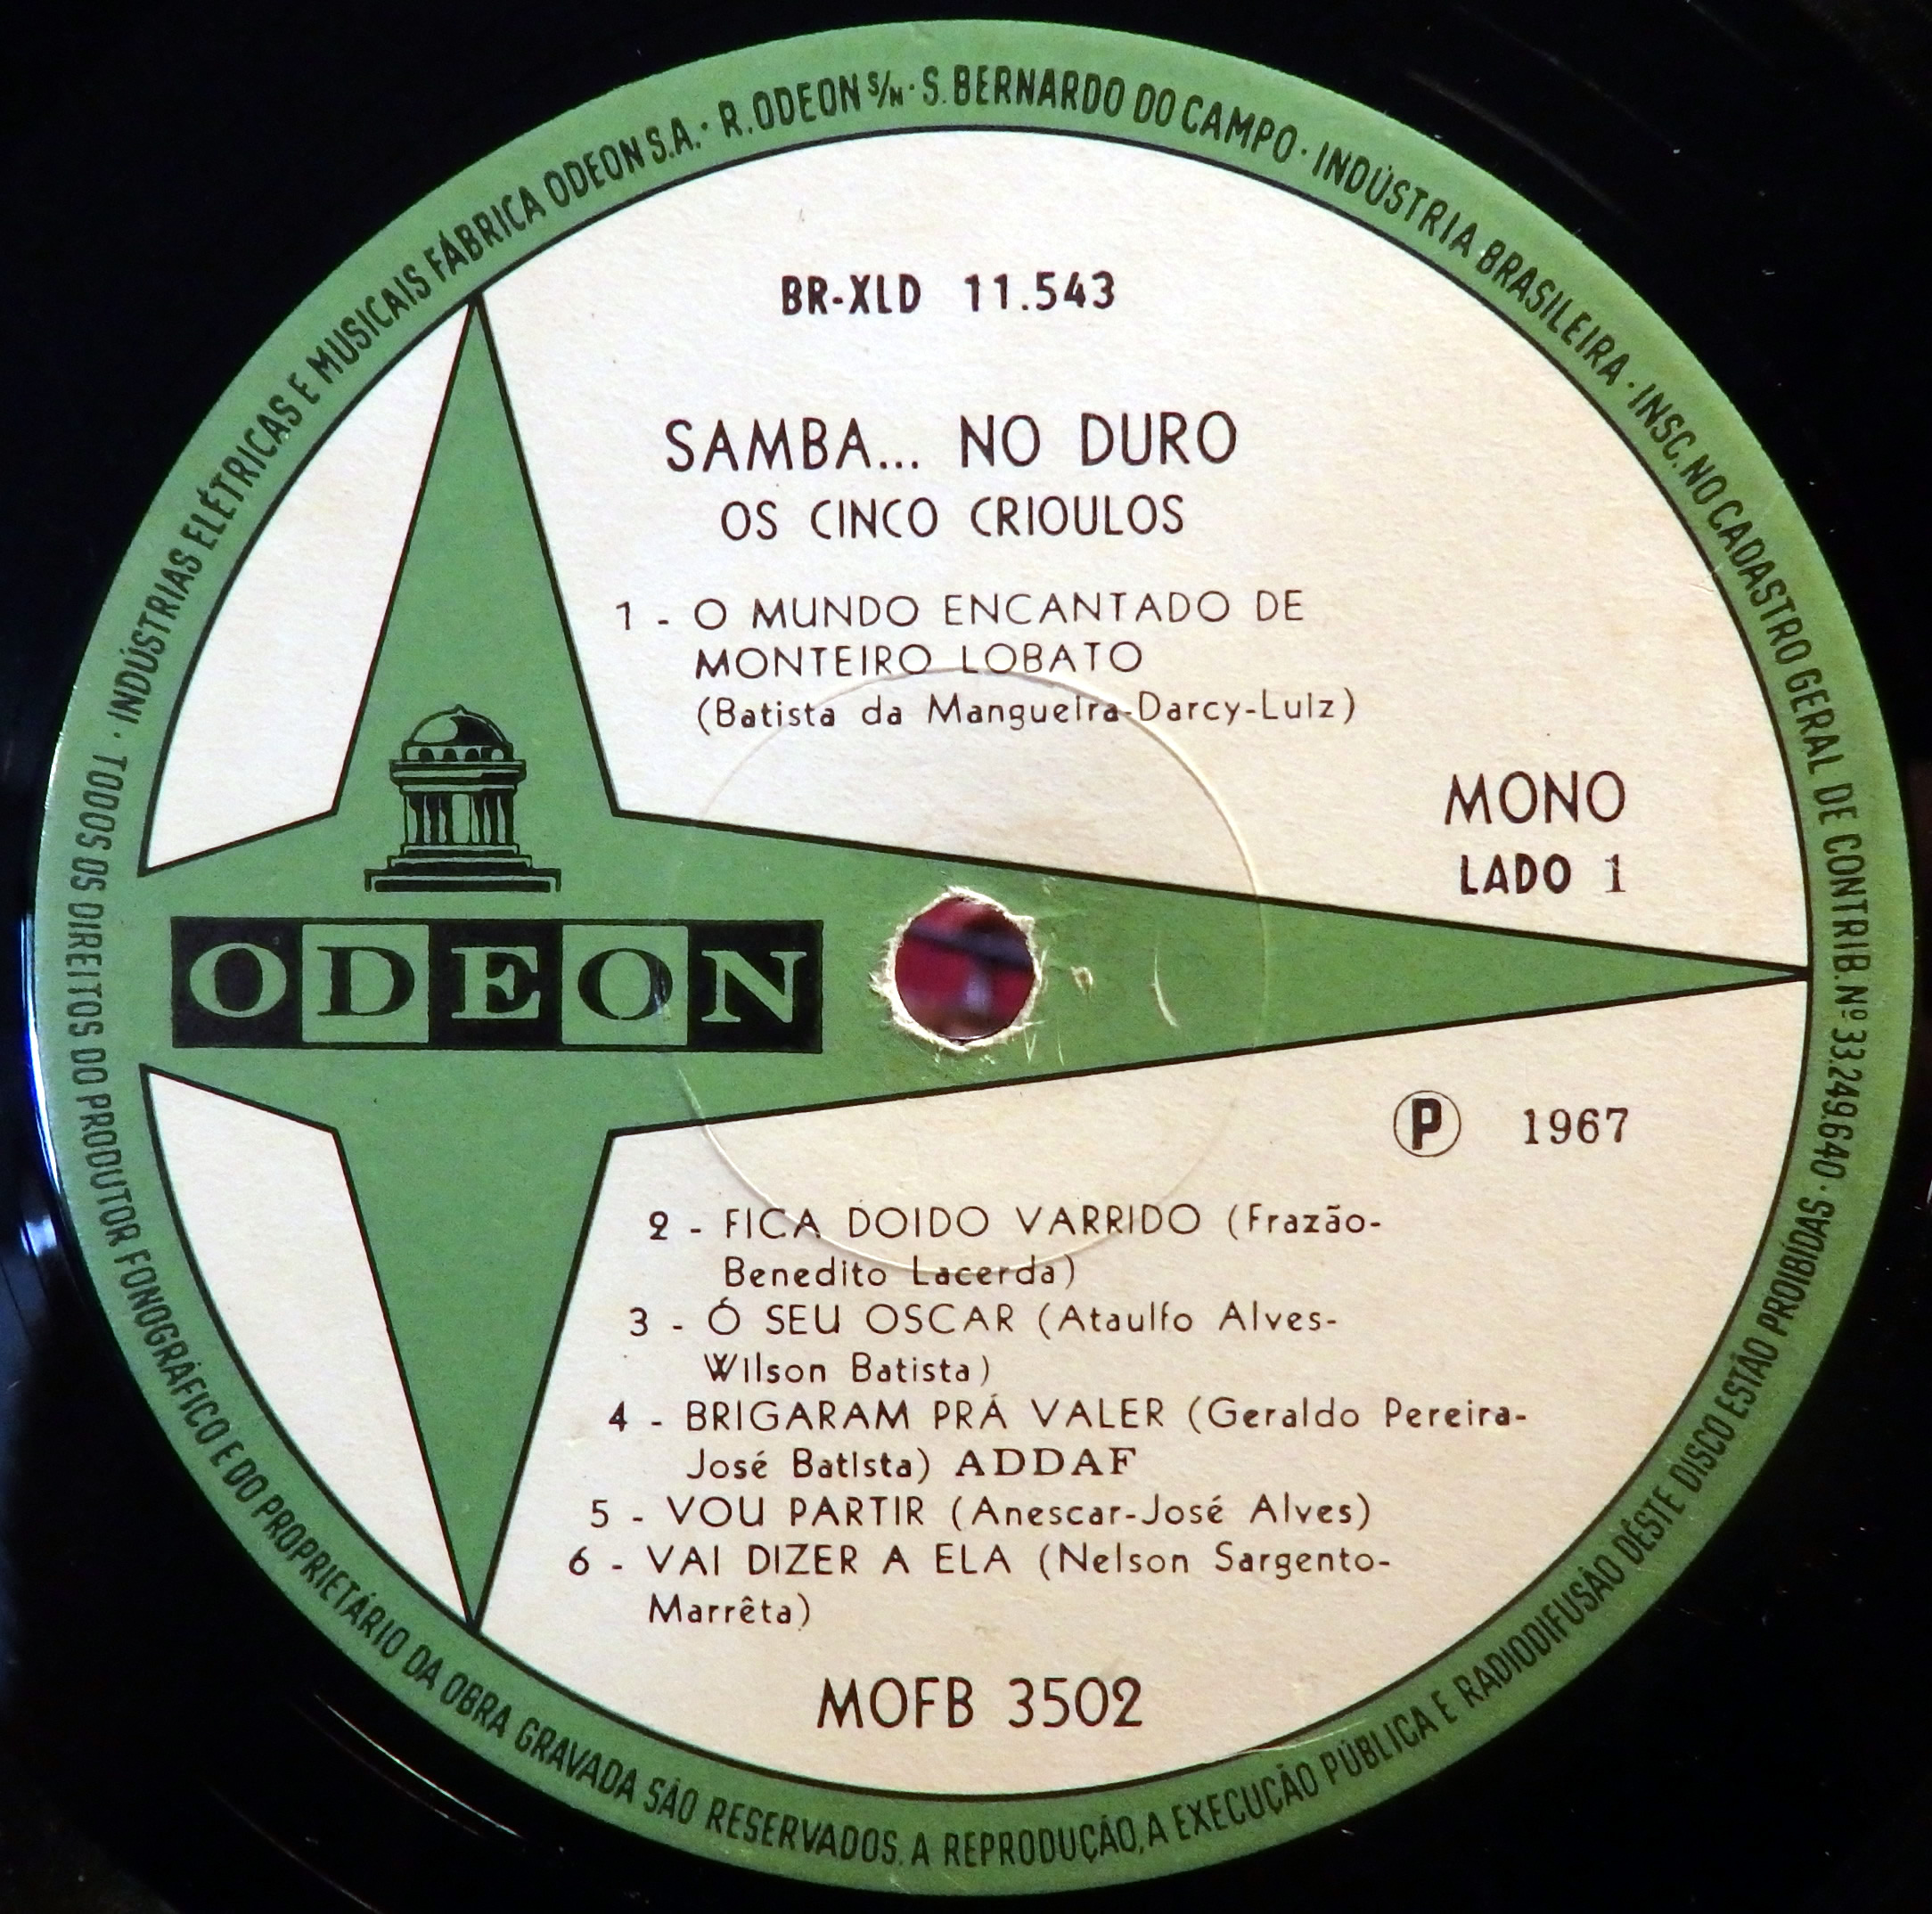 BR-XLD 11.543
SAMBA... NO DURO
OS CINCO CRIOULOS
1 - O MUNDO ENCANTADO DE
MONTEIRO LOBATO
(Batista da Mangueira-Darcy-Luiz)
MONO
LADO 1
ODEON
Ⓟ 1967
2 - FICA DOIDO VARRIDO (Frazão-
Benedito Lacerda)
3 - Ó SEU OSCAR (Ataulfo Alves-
Wilson Batista)
4 - BRIGARAM PRÁ VALER (Geraldo Pereira-
José Batista) ADDAF
5 - VOU PARTIR (Anescar-José Alves)
6 - VAI DIZER A ELA (Nelson Sargento-
Marrêta)
MOFB 3502
INDÚSTRIAS ELÉTRICAS E MUSICAIS FÁBRICA ODEON S.A. · R. ODEON S/N · S. BERNARDO DO CAMPO · INDÚSTRIA BRASILEIRA · INSC. NO CADASTRO GERAL DE CONTRIB. Nº 33.249.640 ·
TODOS OS DIREITOS DO PRODUTOR FONOGRÁFICO E DO PROPRIETÁRIO DA OBRA GRAVADA SÃO RESERVADOS. A REPRODUÇÃO, A EXECUÇÃO PÚBLICA E RADIODIFUSÃO DÊSTE DISCO ESTÃO PROIBIDAS ·